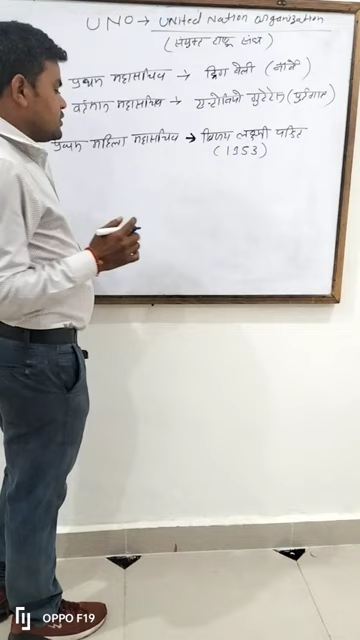 UNO → United Nation organization
(संयुक्त राष्ट्र संघ)
प्रथम महासचिव → ट्रिग वेली (नार्वे)
वर्तमान महासचिव → एन्टोनियो गुटेरेस (पुर्तगाल)
प्रथम महिला महासचिव → विजय लक्ष्मी पंडित
(1953)
OPPO F19